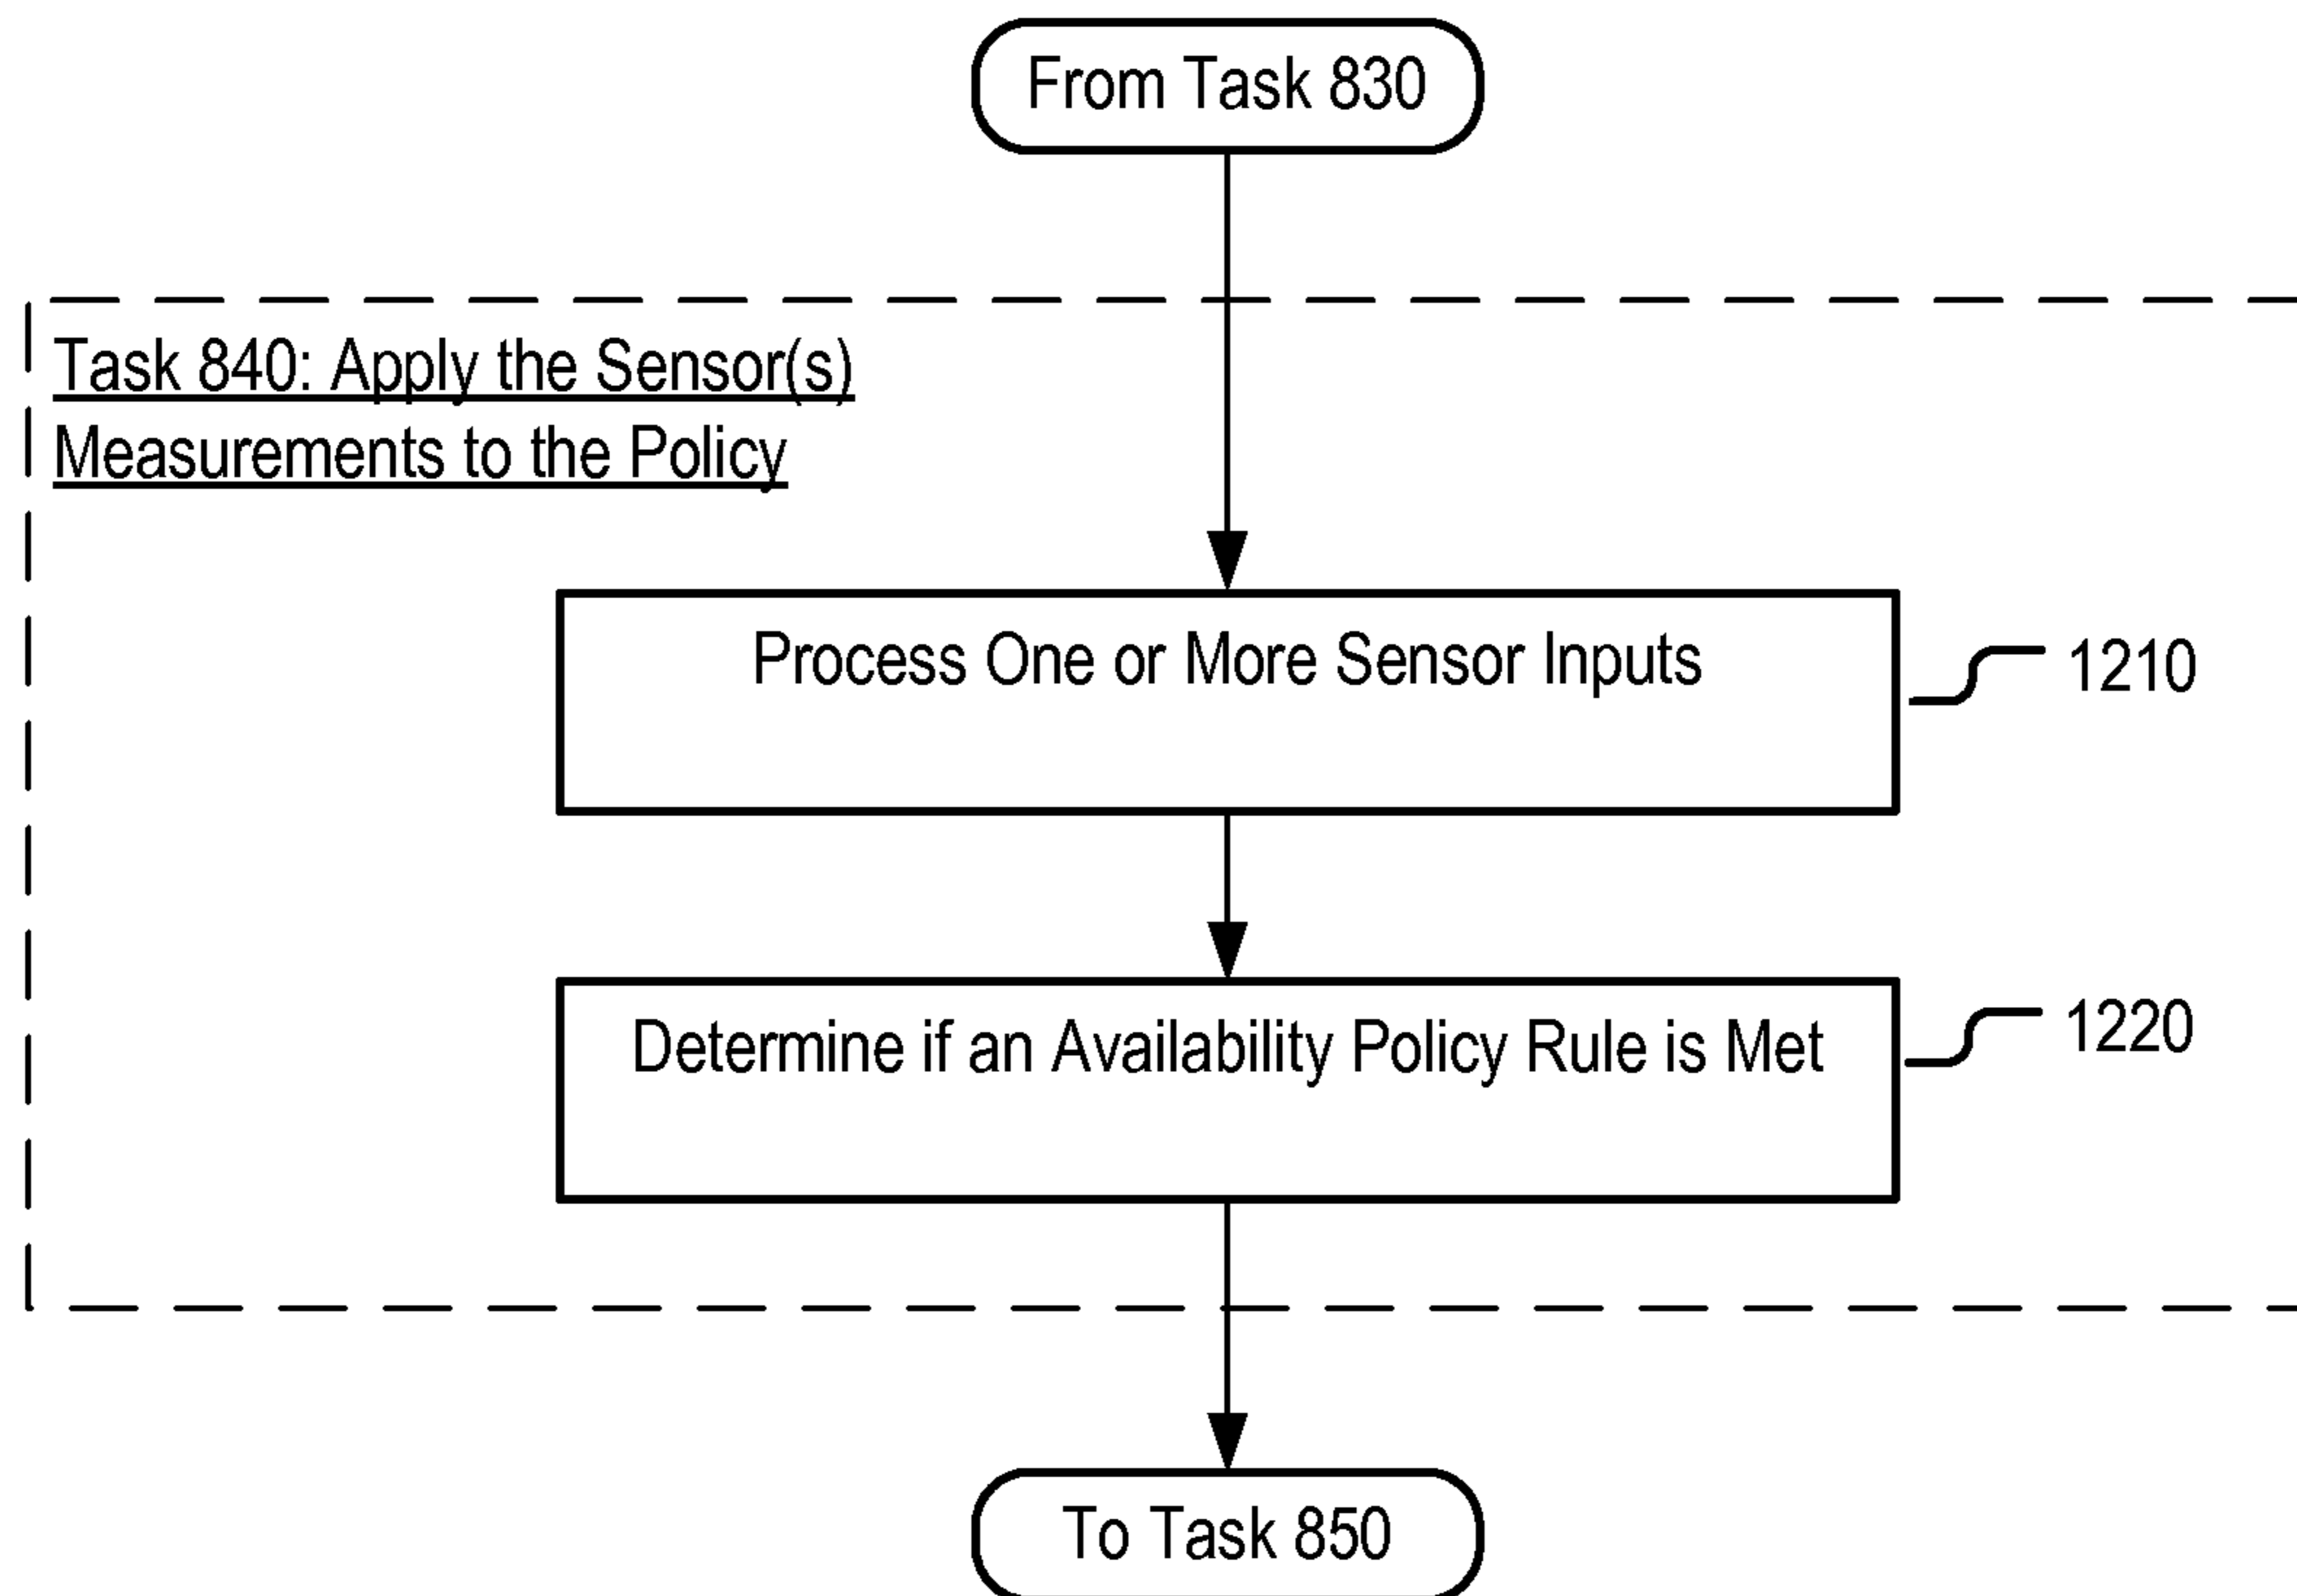 From Task 830
Task 840: Apply the Sensor(s)
Measurements to the Policy
Process One or More Sensor Inputs
1210
Determine if an Availability Policy Rule is Met
1220
To Task 850